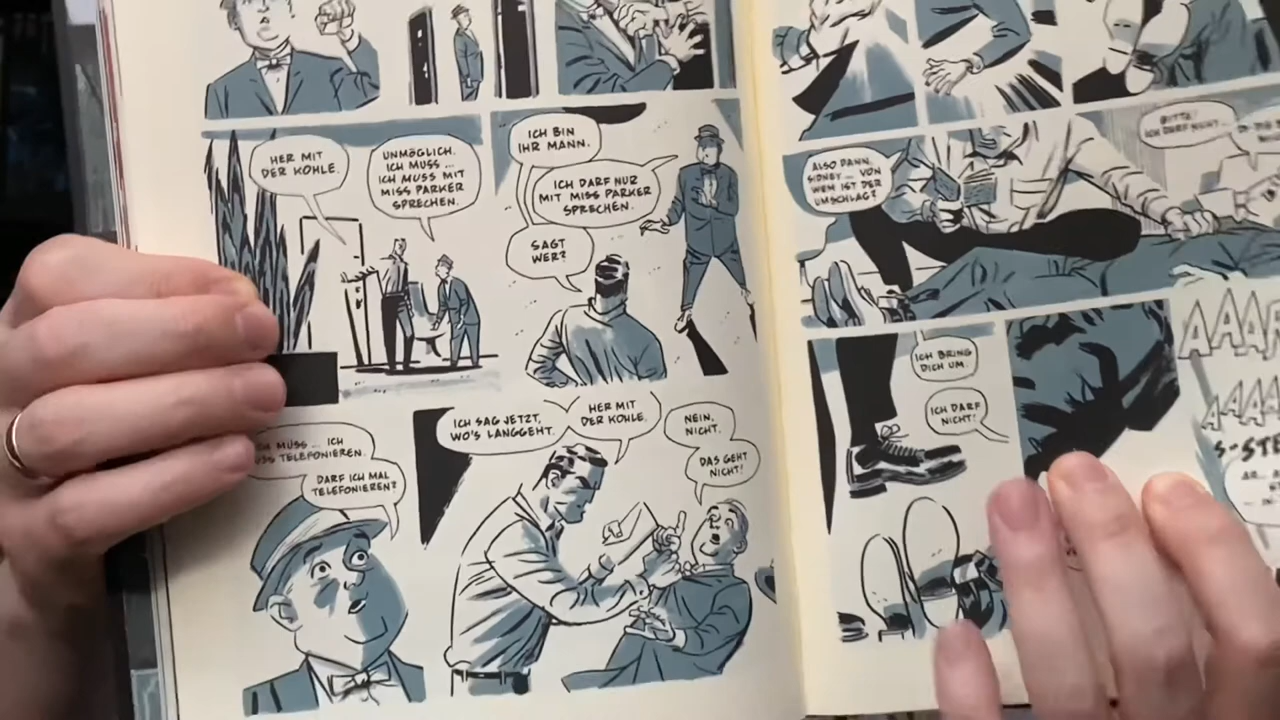 HER MIT
DER KOHLE.
UNMÖGLICH.
ICH MUSS ...
ICH MUSS MIT
MISS PARKER
SPRECHEN.
ICH BIN
IHR MANN.
ICH DARF NUR
MIT MISS PARKER
SPRECHEN.
SAGT
WER?
MUSS ... ICH
TELEFONIEREN.
DARF ICH MAL
TELEFONIEREN?
ICH SAG JETZT,
WO'S LANGGEHT.
HER MIT
DER KOHLE.
NEIN.
NICHT.
DAS GEHT
NICHT!
BITTE!
ICH DARF NICHT
ALSO DANN,
SIDNEY ... VON
WEM IST DER
UMSCHLAG?
ICH BRING
DICH UM.
ICH DARF
NICHT!